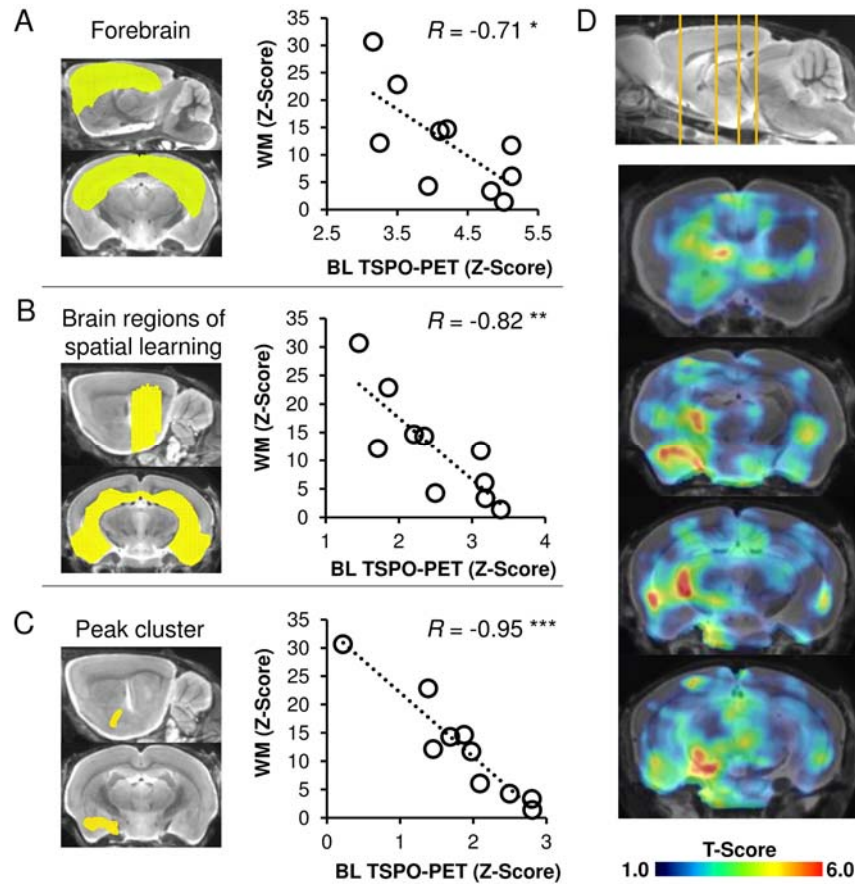 A
Forebrain
R = -0.71 *
WM (Z-Score)
35
30
25
20
15
10
5
0
2.5 3.5 4.5 5.5
BL TSPO-PET (Z-Score)
B
Brain regions of
spatial learning
R = -0.82 **
WM (Z-Score)
35
30
25
20
15
10
5
0
1 2 3 4
BL TSPO-PET (Z-Score)
C
Peak cluster
R = -0.95 ***
WM (Z-Score)
35
30
25
20
15
10
5
0
0 1 2 3
BL TSPO-PET (Z-Score)
D
T-Score
1.0 6.0